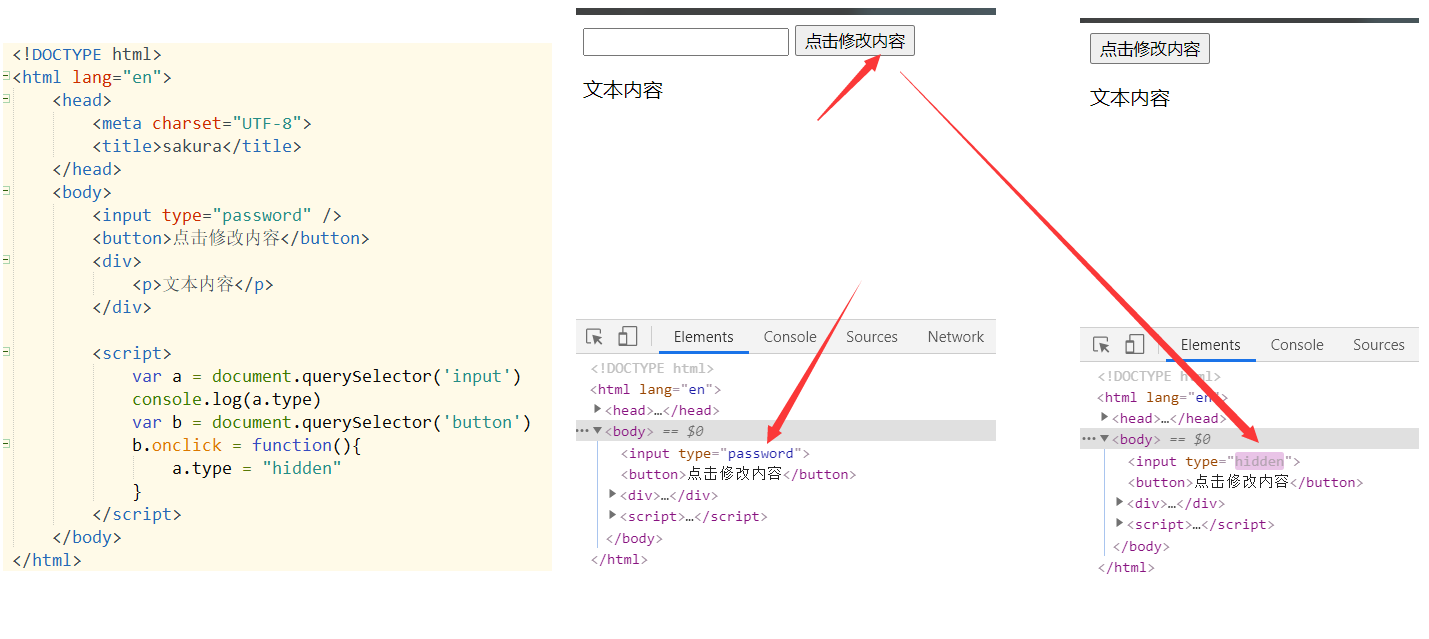 <!DOCTYPE html>
<html lang="en">
<head>
<meta charset="UTF-8">
<title>sakura</title>
</head>
<body>
<input type="password" />
<button>点击修改内容</button>
<div>
<p>文本内容</p>
</div>
<script>
var a = document.querySelector('input')
console.log(a.type)
var b = document.querySelector('button')
b.onclick = function(){
a.type = "hidden"
}
</script>
</body>
</html>
点击修改内容
文本内容
Elements Console Sources Network
<!DOCTYPE html>
<html lang="en">
<head>…</head>
<body> == $0
<input type="password">
<button>点击修改内容</button>
<div>…</div>
<script>…</script>
</body>
</html>
点击修改内容
文本内容
Elements Console Sources
<!DOCTYPE html>
<html lang="en">
<head>…</head>
<body> == $0
<input type="hidden">
<button>点击修改内容</button>
<div>…</div>
<script>…</script>
</body>
</html>